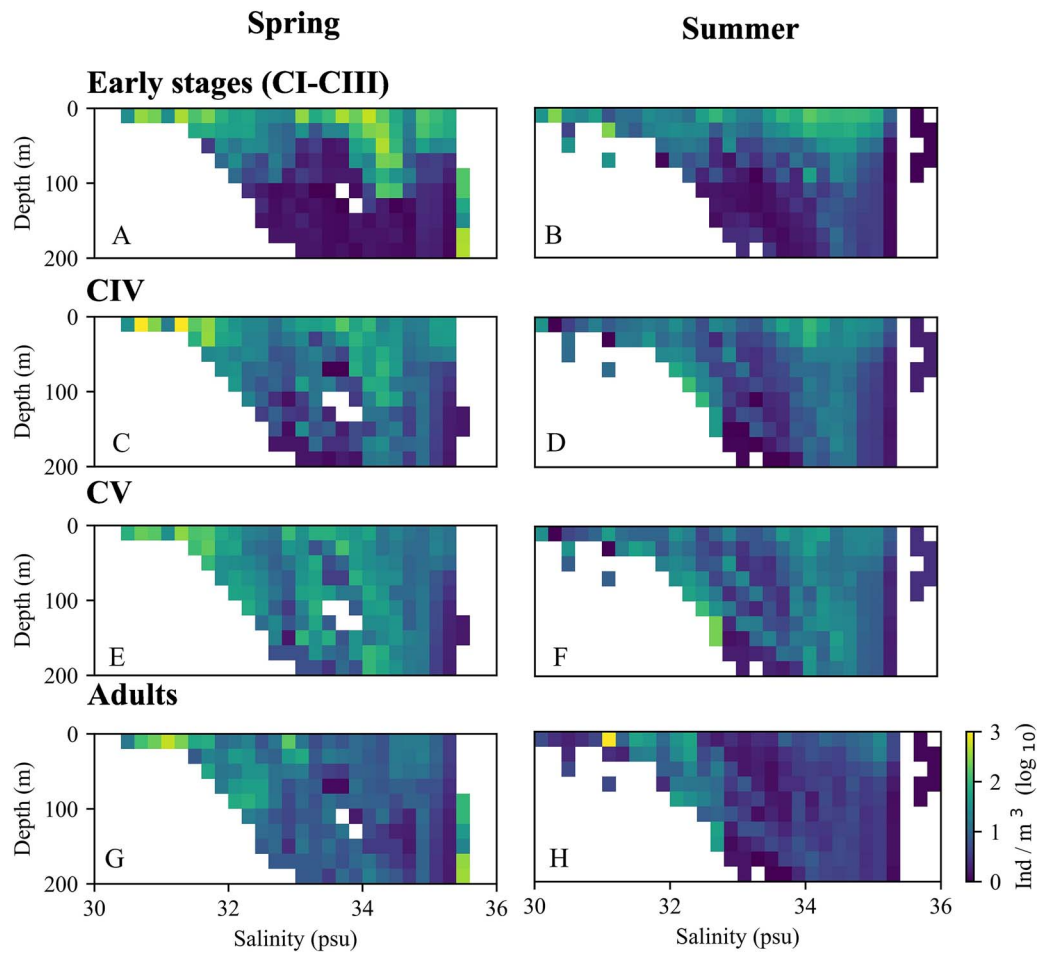 Spring Summer
Early stages (CI-CIII)
0
100
200
Depth (m)
A B
CIV
0
100
200
Depth (m)
C D
CV
0
100
200
Depth (m)
E F
Adults
0
100
200
Depth (m)
G H
30 32 34 36 30 32 34 36
Salinity (psu) Salinity (psu)
3
2
1
0
Ind / m 3 (log 10)